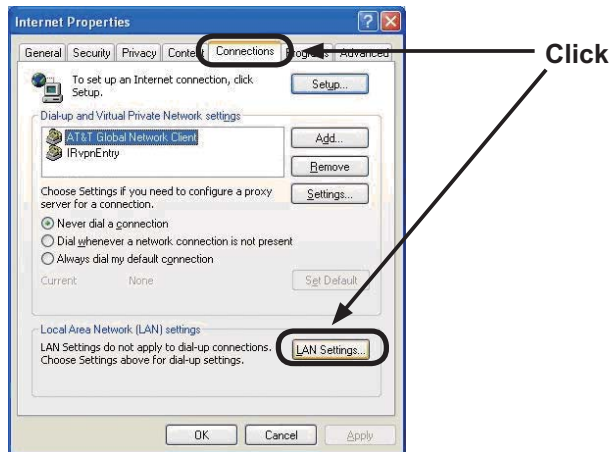 Internet Properties
General Security Privacy Content Connections Programs Advanced
Click
To set up an Internet connection, click
Setup.
Setup...
Dial-up and Virtual Private Network settings
AT&T Global Network Client
IRvpnEntry
Add...
Remove
Choose Settings if you need to configure a proxy
server for a connection.
Settings...
Never dial a connection
Dial whenever a network connection is not present
Always dial my default connection
Current None
Set Default
Local Area Network (LAN) settings
LAN Settings do not apply to dial-up connections.
Choose Settings above for dial-up settings.
LAN Settings...
OK Cancel Apply